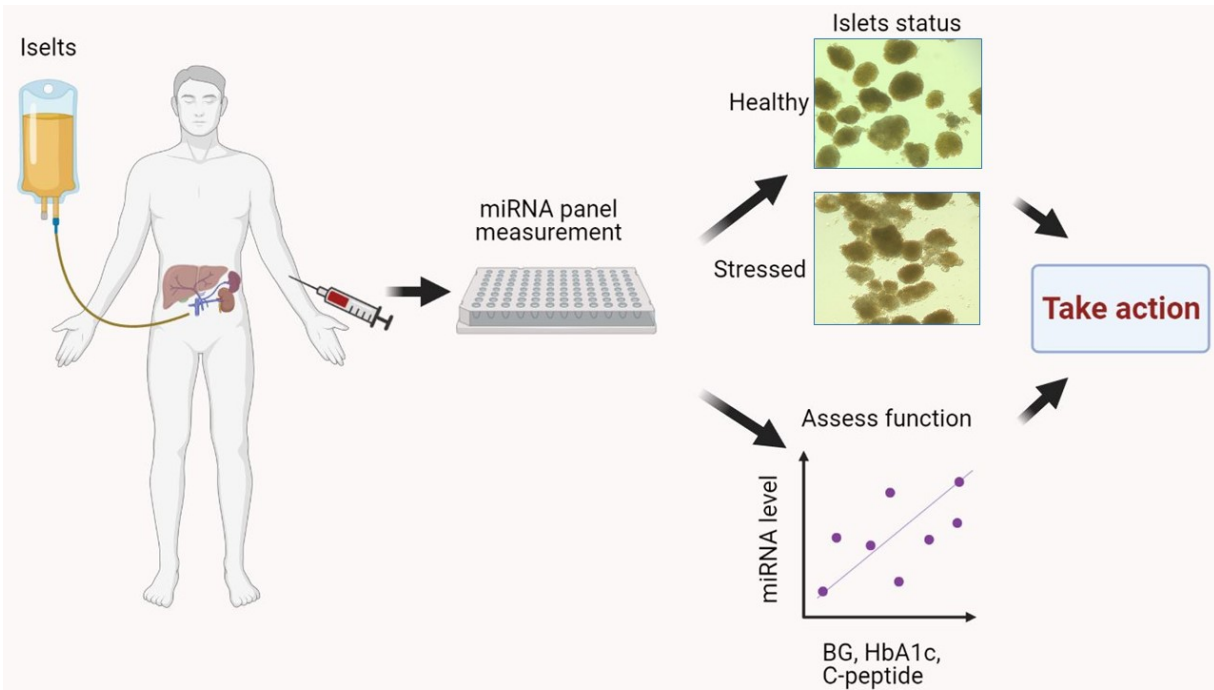 Iselts
miRNA panel
measurement
Islets status
Healthy
Stressed
Take action
Assess function
miRNA level
BG, HbA1c,
C-peptide